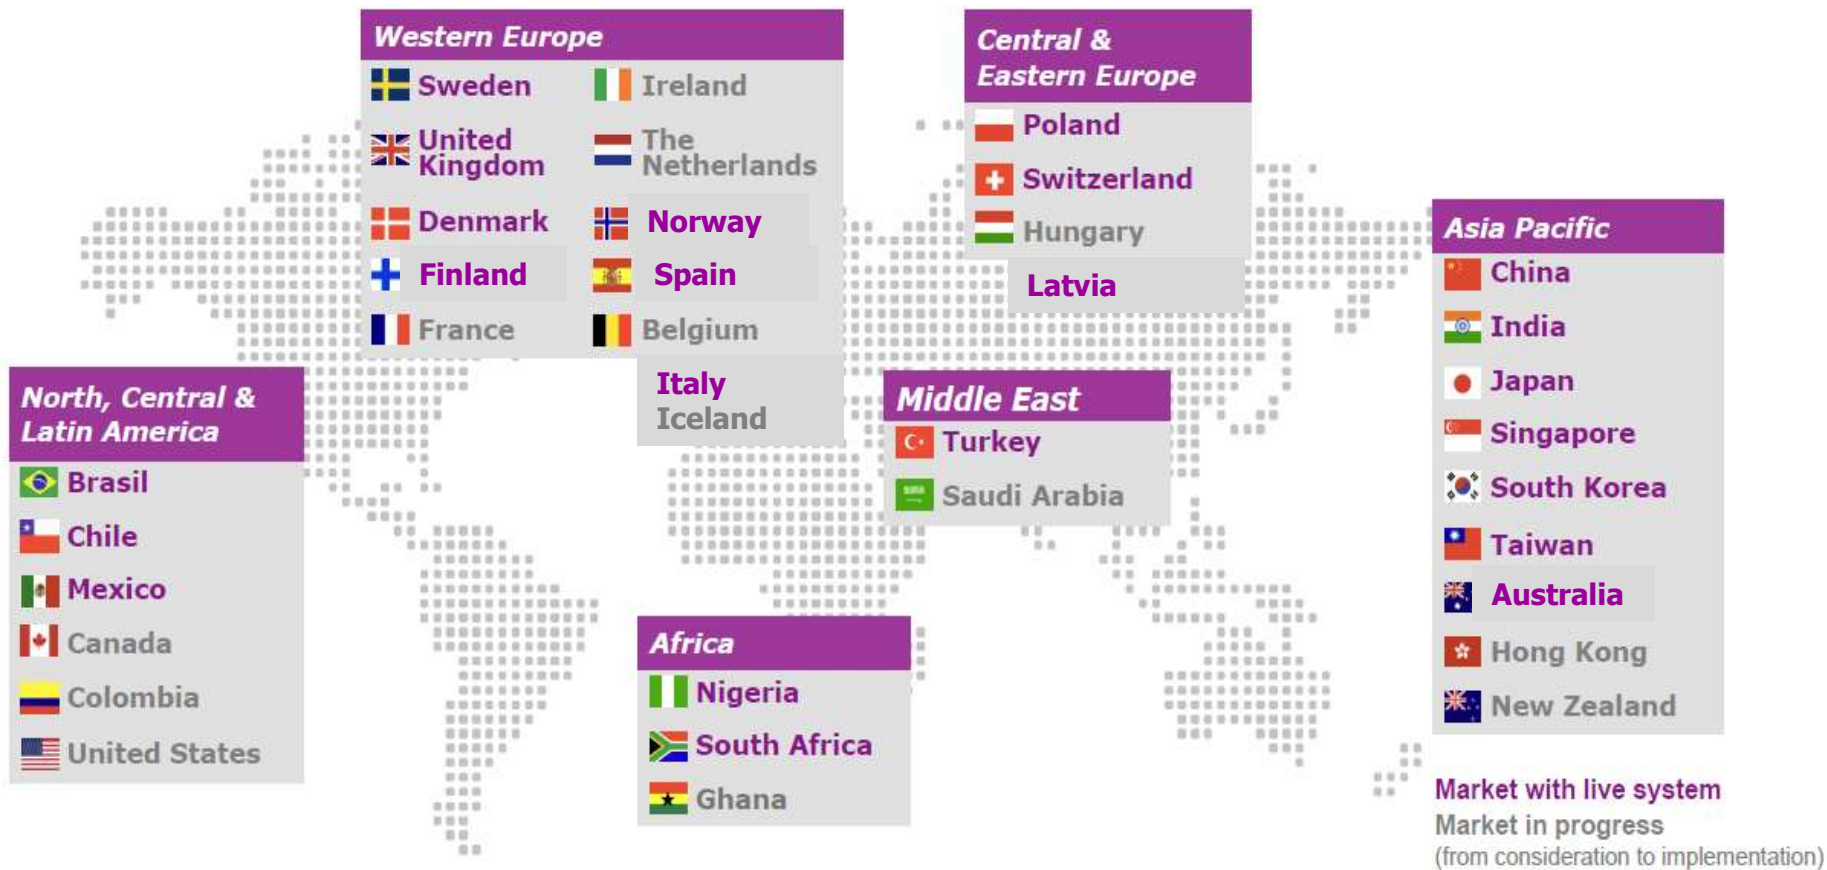 Western Europe
Sweden
Ireland
United
Kingdom
The
Netherlands
Denmark
Norway
Finland
Spain
France
Belgium
Italy
Iceland
Central &
Eastern Europe
Poland
Switzerland
Hungary
Latvia
Asia Pacific
China
India
Japan
Singapore
South Korea
Taiwan
Australia
Hong Kong
New Zealand
North, Central &
Latin America
Brasil
Chile
Mexico
Canada
Colombia
United States
Middle East
Turkey
Saudi Arabia
Africa
Nigeria
South Africa
Ghana
Market with live system
Market in progress
(from consideration to implementation)